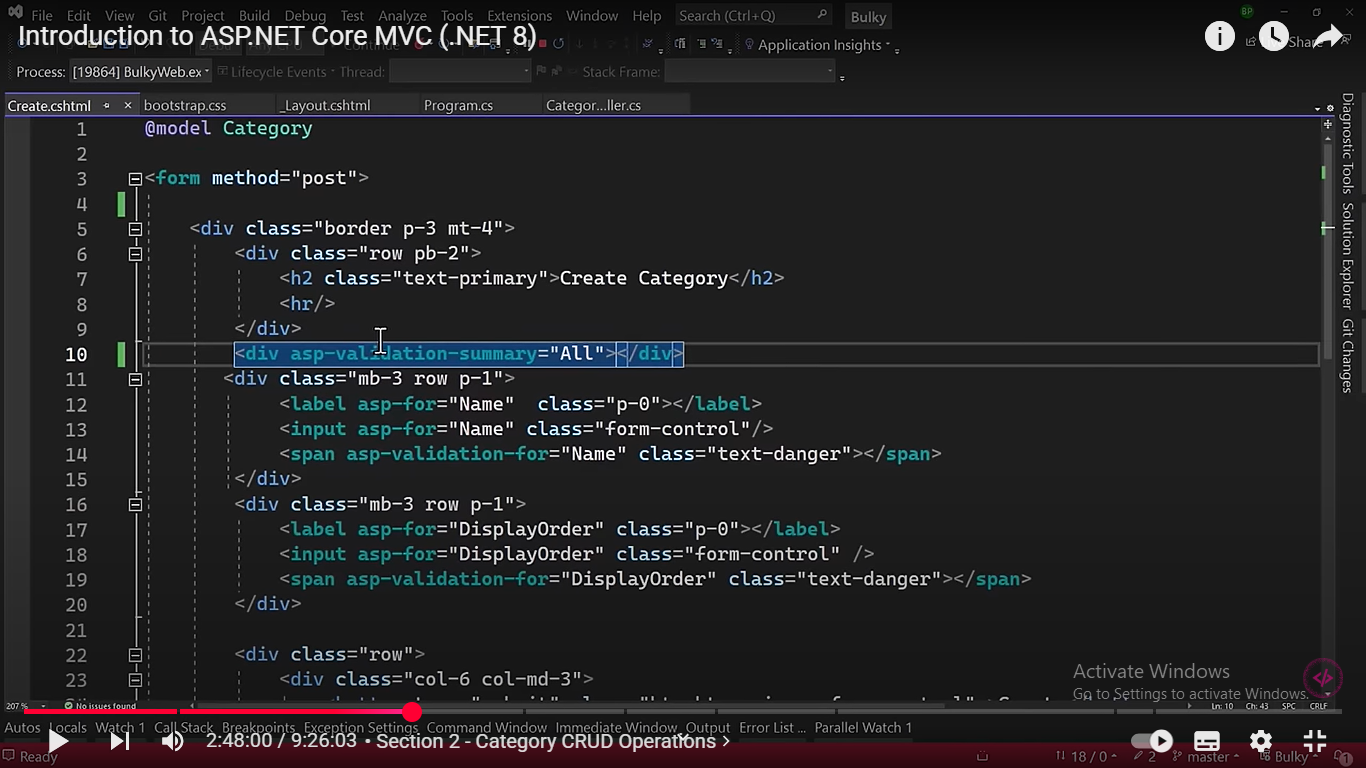 File Edit View Git Project Build Debug Test Analyze Tools Extensions Window Help Search (Ctrl+Q) Bulky BP
Introduction to ASP.NET Core MVC (.NET 8)
Application Insights
Share
Process: [19864] BulkyWeb.ex Lifecycle Events Thread: Stack Frame:
Create.cshtml bootstrap.css _Layout.cshtml Program.cs Categor...ller.cs
1 @model Category
2
3 <form method="post">
4
5 <div class="border p-3 mt-4">
6 <div class="row pb-2">
7 <h2 class="text-primary">Create Category</h2>
8 <hr/>
9 </div>
10 <div asp-validation-summary="All"></div>
11 <div class="mb-3 row p-1">
12 <label asp-for="Name"  class="p-0"></label>
13 <input asp-for="Name" class="form-control"/>
14 <span asp-validation-for="Name" class="text-danger"></span>
15 </div>
16 <div class="mb-3 row p-1">
17 <label asp-for="DisplayOrder" class="p-0"></label>
18 <input asp-for="DisplayOrder" class="form-control" />
19 <span asp-validation-for="DisplayOrder" class="text-danger"></span>
20 </div>
21
22 <div class="row">
23 <div class="col-6 col-md-3">
Diagnostic Tools
Solution Explorer
Git Changes
Activate Windows
Go to Settings to activate Windows.
207 % No issues found Ln: 10 Ch: 43 SPC CRLF
Autos Locals Watch 1 Call Stack Breakpoints Exception Settings Command Window Immediate Window Output Error List ... Parallel Watch 1
2:48:00 / 9:26:03 • Section 2 - Category CRUD Operations >
Ready 18 / 0 2 master Bulky 1